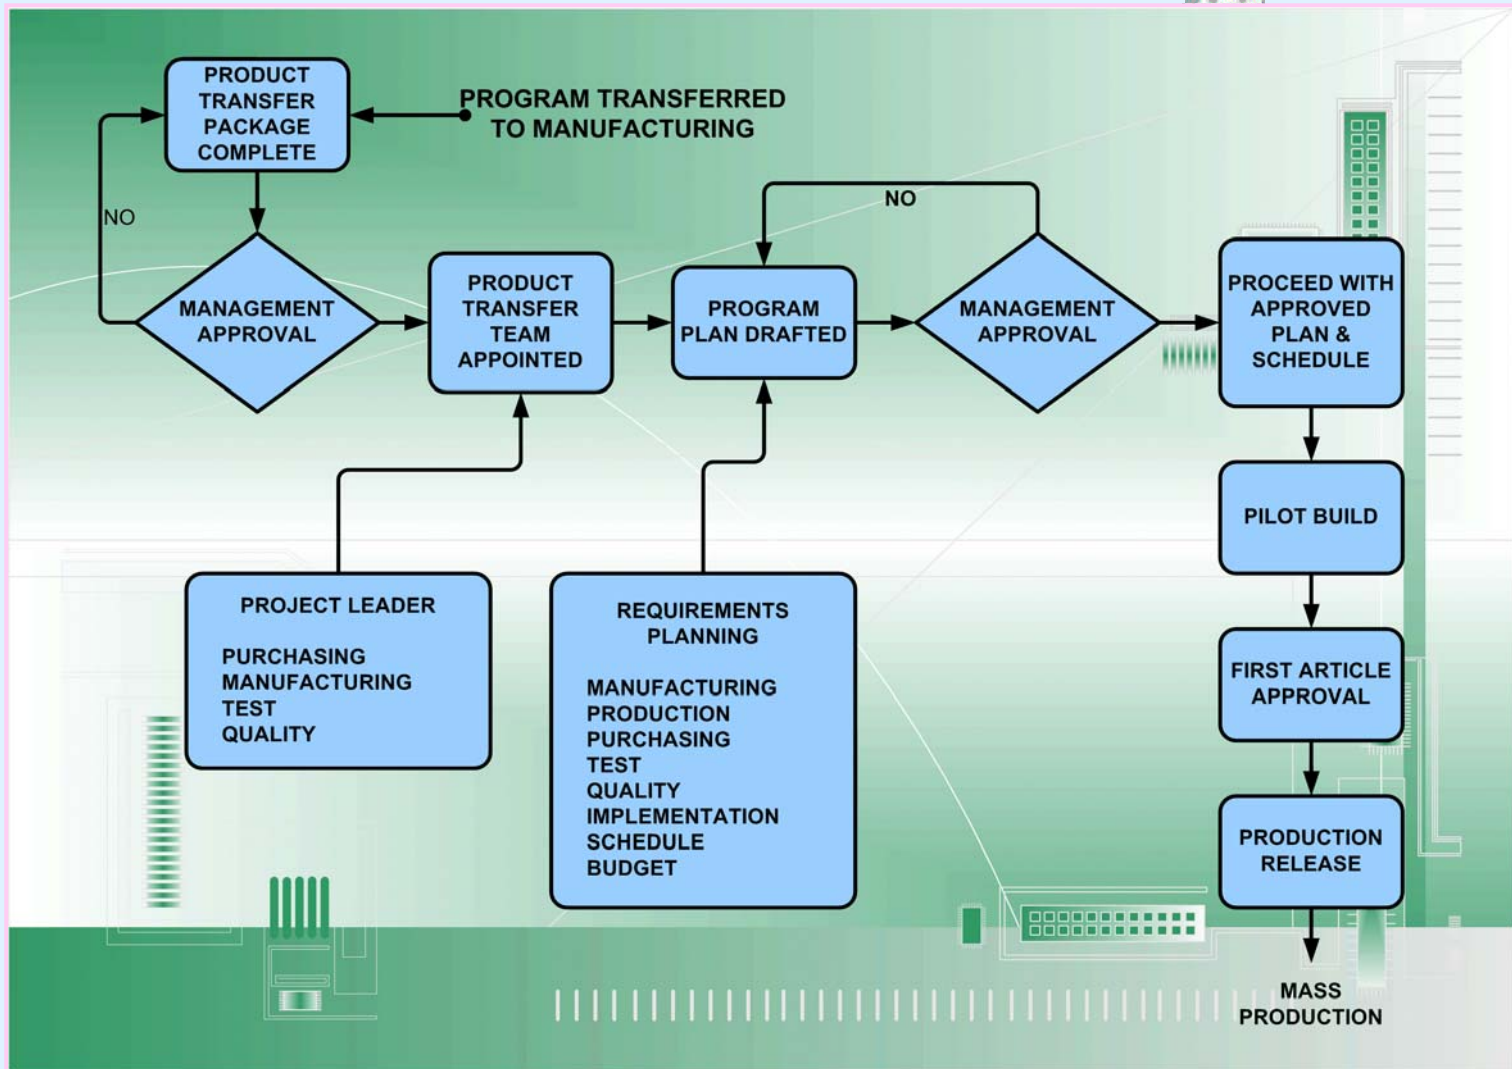 PRODUCT
TRANSFER
PACKAGE
COMPLETE
PROGRAM TRANSFERRED
TO MANUFACTURING
NO
MANAGEMENT
APPROVAL
PRODUCT
TRANSFER
TEAM
APPOINTED
PROGRAM
PLAN DRAFTED
NO
MANAGEMENT
APPROVAL
PROCEED WITH
APPROVED
PLAN &
SCHEDULE
PILOT BUILD
FIRST ARTICLE
APPROVAL
PRODUCTION
RELEASE
MASS
PRODUCTION
PROJECT LEADER
PURCHASING
MANUFACTURING
TEST
QUALITY
REQUIREMENTS
PLANNING
MANUFACTURING
PRODUCTION
PURCHASING
TEST
QUALITY
IMPLEMENTATION
SCHEDULE
BUDGET